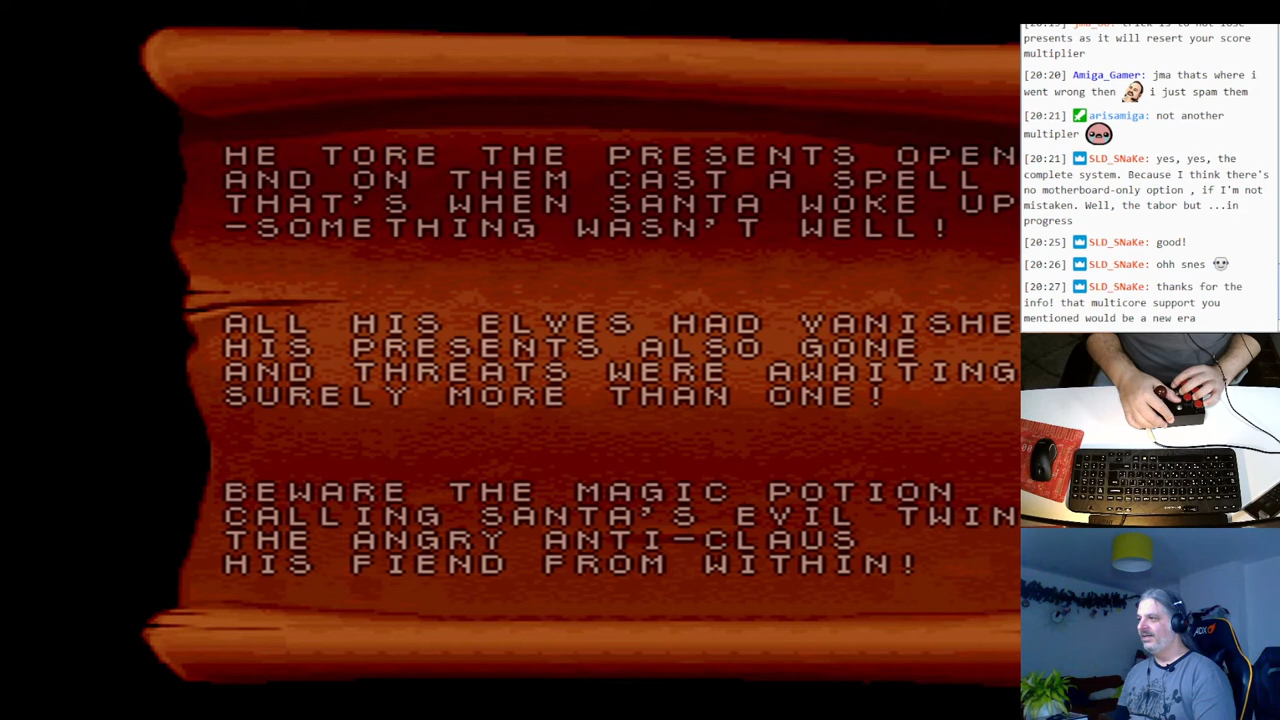 HE TORE THE PRESENTS OPEN
AND ON THEM CAST A SPELL
THAT'S WHEN SANTA WOKE UP
-SOMETHING WASN'T WELL!
ALL HIS ELVES HAD VANISHE
HIS PRESENTS ALSO GONE
AND THREATS WERE AWAITING
SURELY MORE THAN ONE!
BEWARE THE MAGIC POTION
CALLING SANTA'S EVIL TWIN
THE ANGRY ANTI-CLAUS
HIS FIEND FROM WITHIN!
presents as it will resert your score
multiplier
[20:20] Amiga_Gamer: jma thats where i
went wrong then i just spam them
[20:21] arisamiga: not another
multipler
[20:21] SLD_SNaKe: yes, yes, the
complete system. Because I think there's
no motherboard-only option , if I'm not
mistaken. Well, the tabor but ...in
progress
[20:25] SLD_SNaKe: good!
[20:26] SLD_SNaKe: ohh snes
[20:27] SLD_SNaKe: thanks for the
info! that multicore support you
mentioned would be a new era
ADX